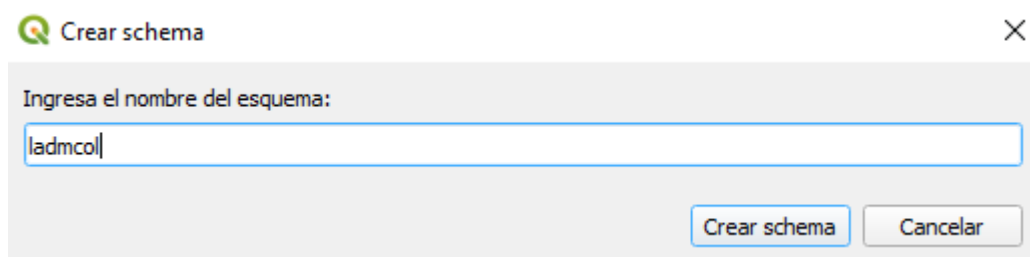 Crear schema
Ingresa el nombre del esquema:
ladmcol
Crear schema Cancelar